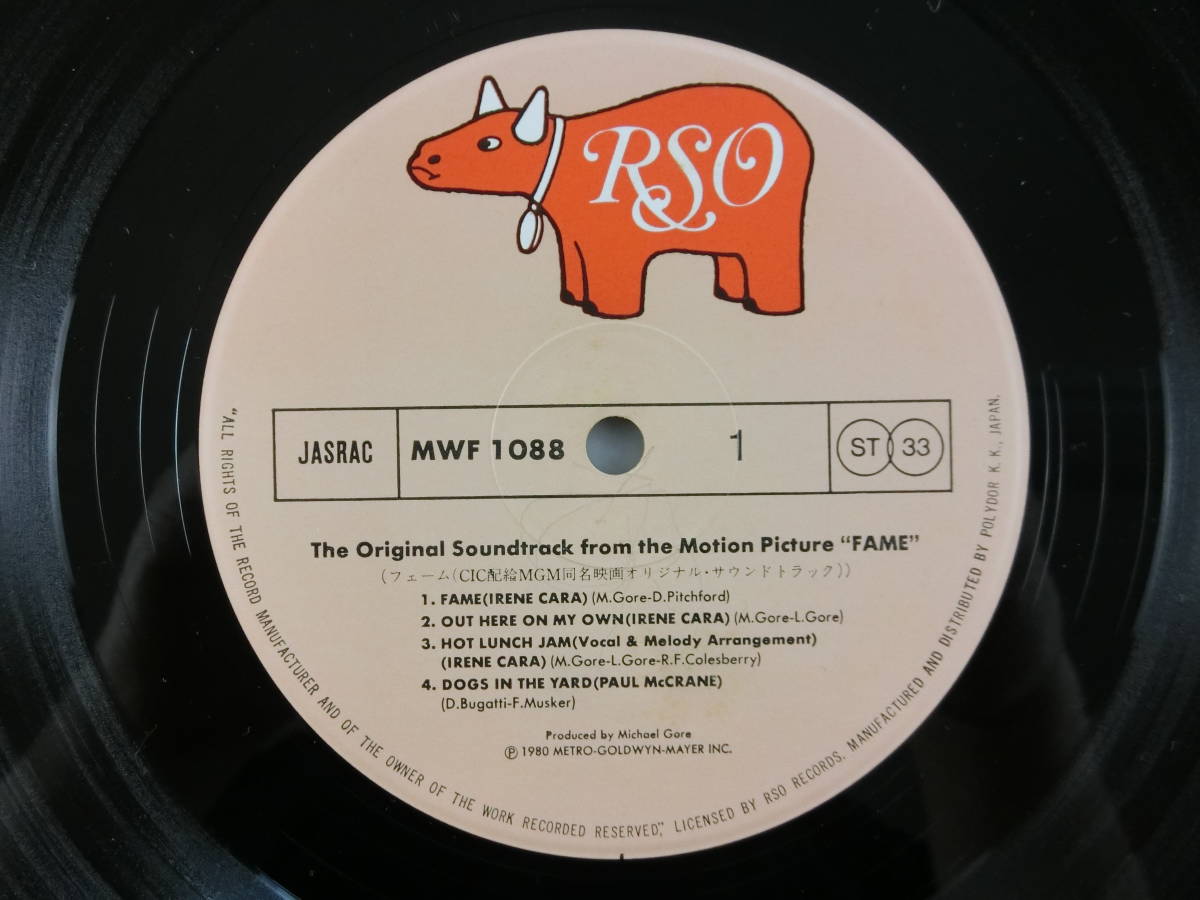 RSO
JASRAC
MWF 1088
1
ST 33
The Original Soundtrack from the Motion Picture “FAME”
(フェーム(CIC配給MGM同名映画オリジナル・サウンドトラック))
1. FAME(IRENE CARA) (M.Gore-D.Pitchford)
2. OUT HERE ON MY OWN(IRENE CARA) (M.Gore-L.Gore)
3. HOT LUNCH JAM(Vocal & Melody Arrangement)
(IRENE CARA) (M.Gore-L.Gore-R.F.Colesberry)
4. DOGS IN THE YARD(PAUL McCRANE)
(D.Bugatti-F.Musker)
Produced by Michael Gore
Ⓟ 1980 METRO-GOLDWYN-MAYER INC.
“ALL RIGHTS OF THE RECORD MANUFACTURER AND OF THE OWNER OF THE WORK RECORDED RESERVED,” LICENSED BY RSO RECORDS. MANUFACTURED AND DISTRIBUTED BY POLYDOR K.K., JAPAN.